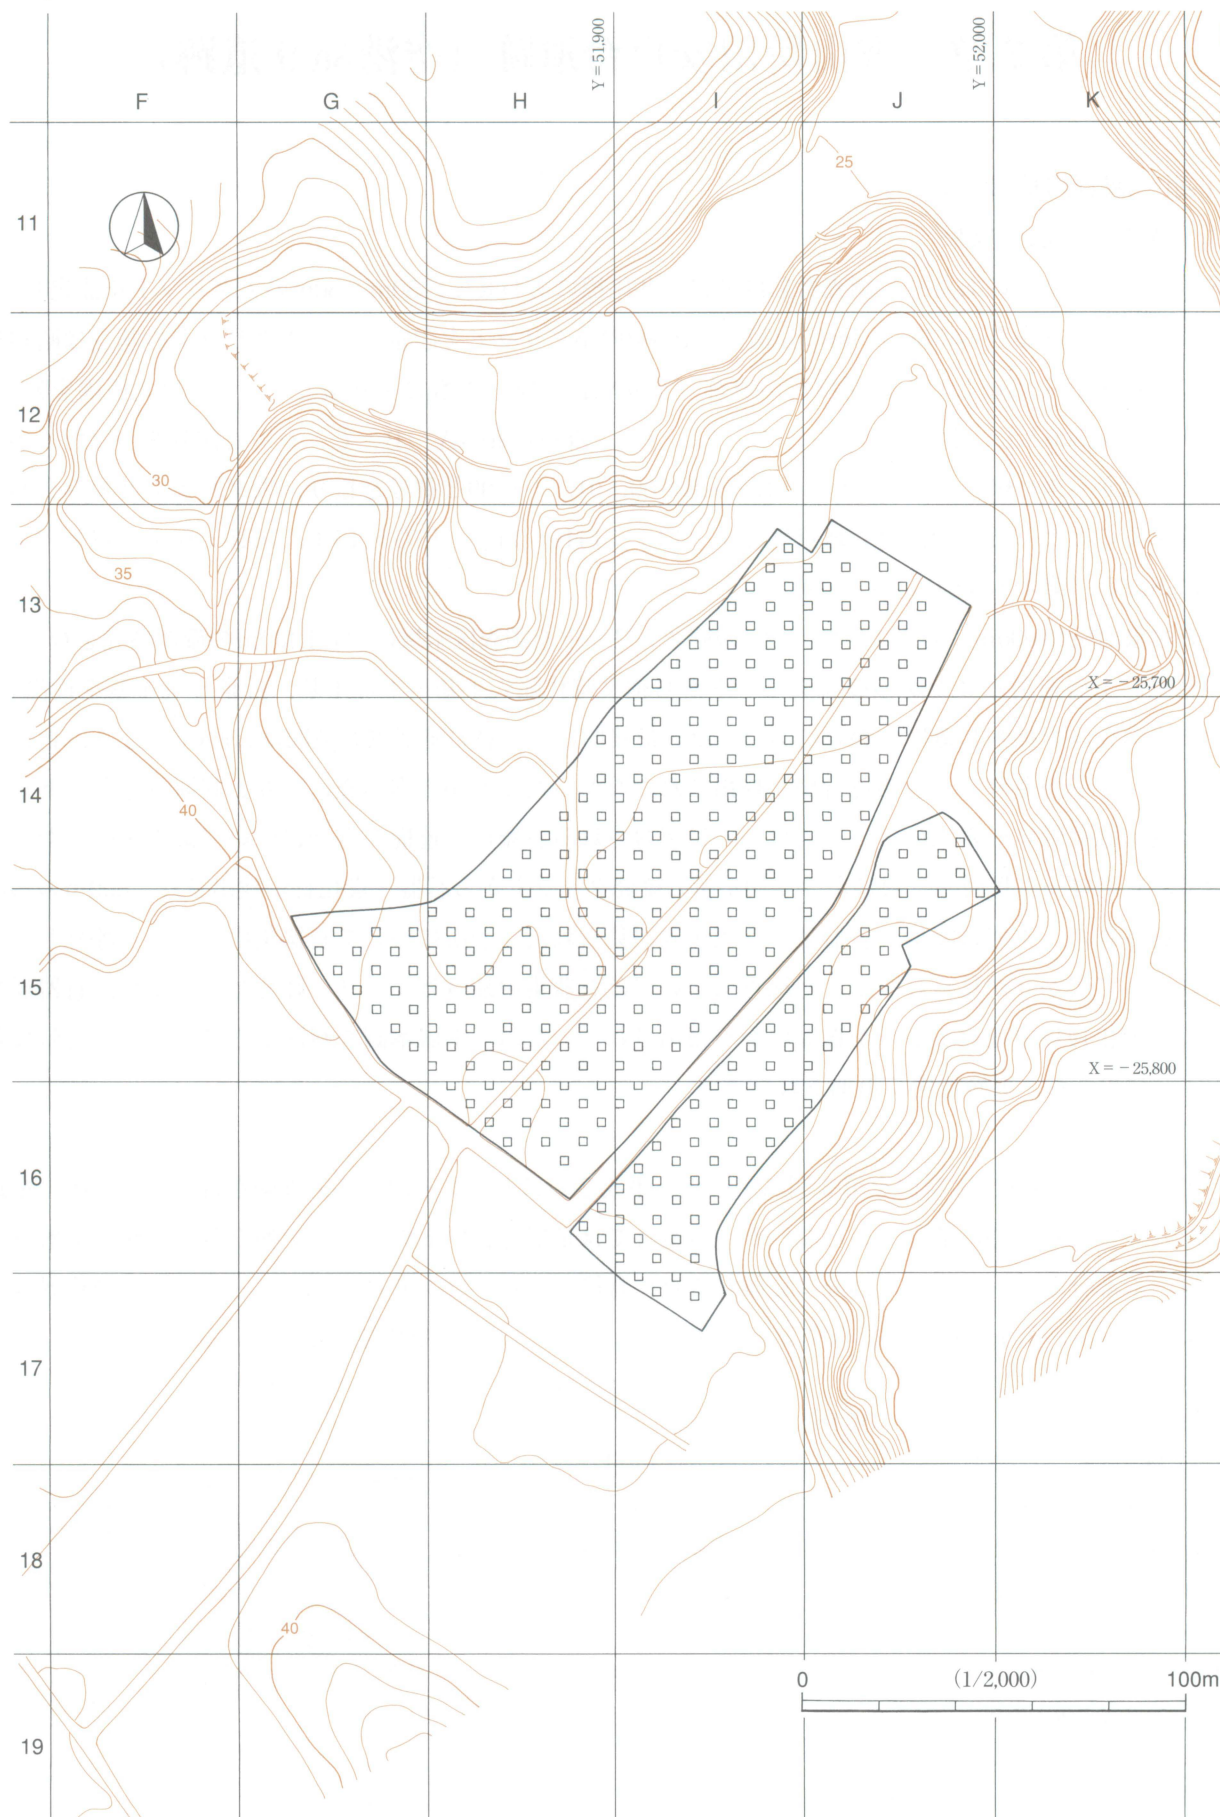 Y = 51,900
Y = 52,000
F G H I J K
25
11
12
30
35
13
X = − 25,700
14
40
15
X = − 25,800
16
17
18
40
0 (1/2,000) 100m
19